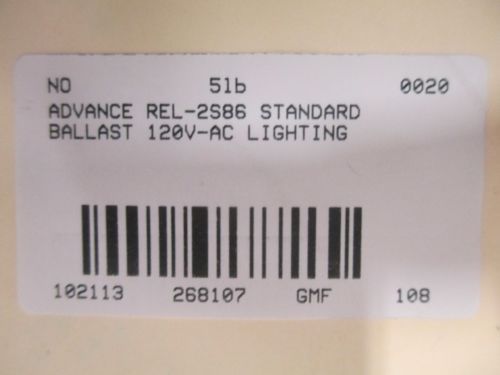 NO 51b 0020
ADVANCE REL-2S86 STANDARD
BALLAST 120V-AC LIGHTING
102113 268107 GMF 108